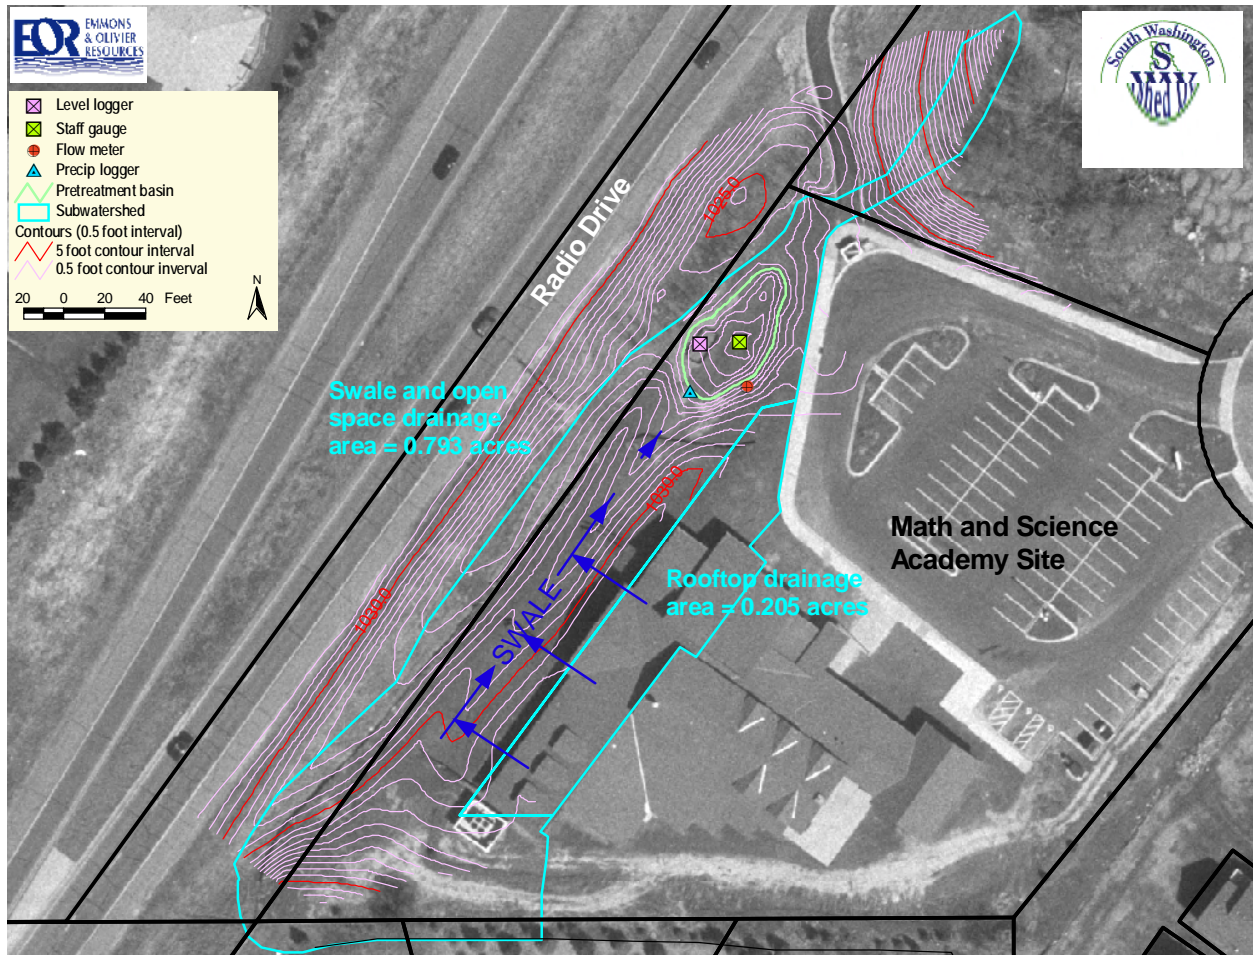 EOR
EMMONS
& OLIVIER
RESOURCES
South Washington
S
Level logger
Staff gauge
Flow meter
Precip logger
Pretreatment basin
Subwatershed
Contours (0.5 foot interval)
5 foot contour interval
0.5 foot contour inverval
20 0 20 40 Feet
N
Radio Drive
1025.0
Swale and open
space drainage
area = 0.793 acres
1030.0
Math and Science
Academy Site
Rooftop drainage
area = 0.205 acres
SWALE
1030.0